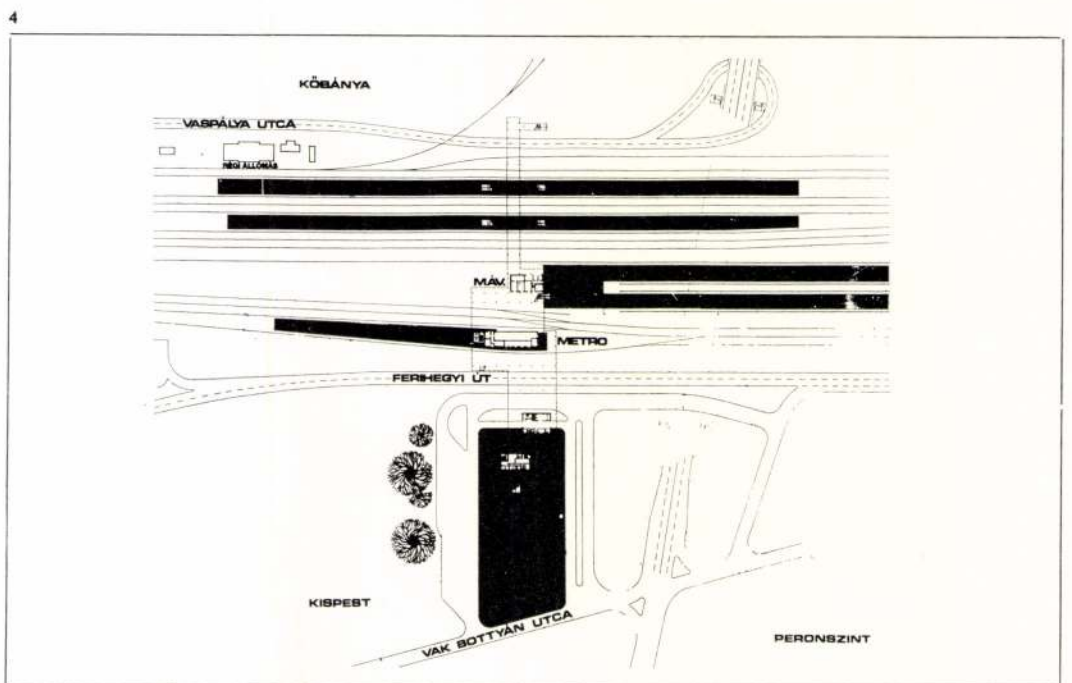 4
KŐBÁNYA
VASPÁLYA UTCA
RÉGI ÁLLOMÁS
MÁV
METRO
FERIHEGYI ÚT
KISPEST
VAK BOTTYÁN UTCA
PERONSZINT